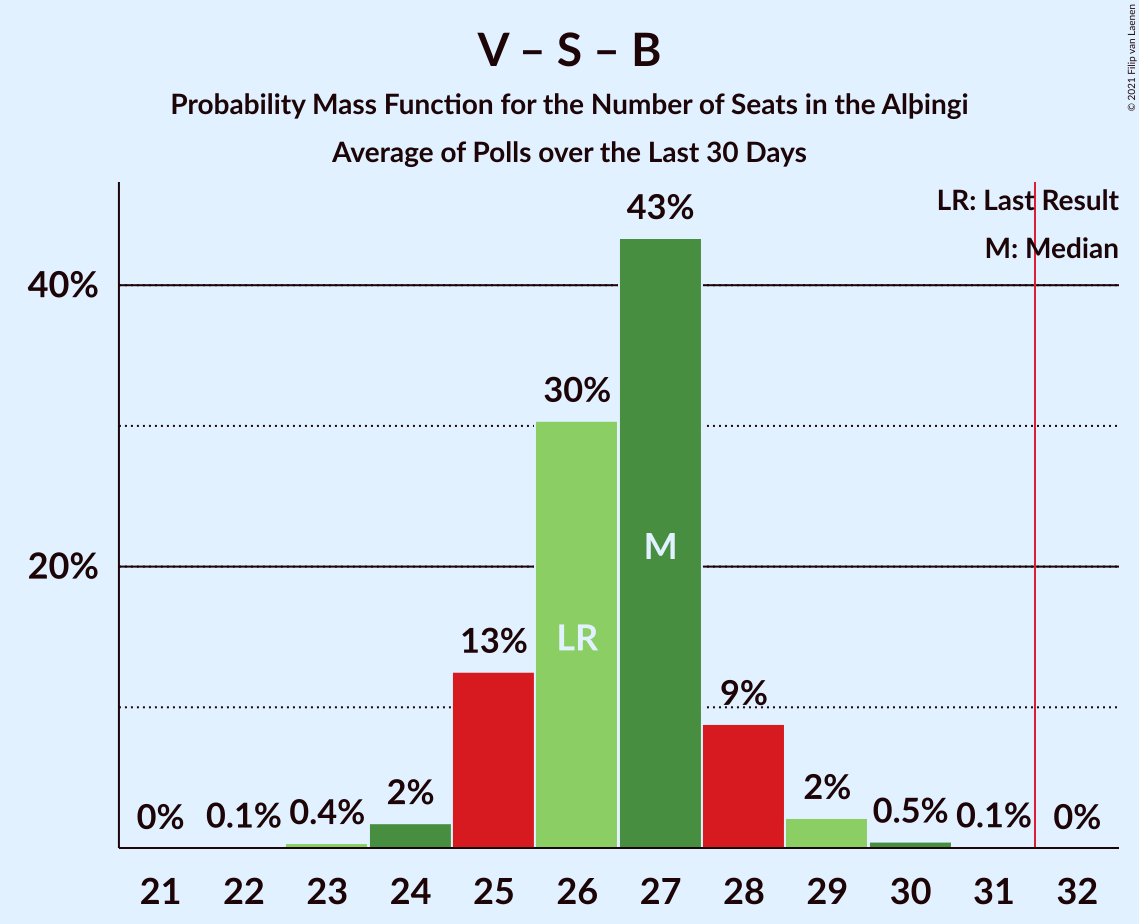 V – S – B
Probability Mass Function for the Number of Seats in the Alþingi
Average of Polls over the Last 30 Days
© 2021 Filip van Laenen
LR: Last Result
M: Median
43%
40%
30%
M
20%
LR
13%
9%
2%
2%
0% 0.1% 0.4% 0.5% 0.1% 0%
21 22 23 24 25 26 27 28 29 30 31 32